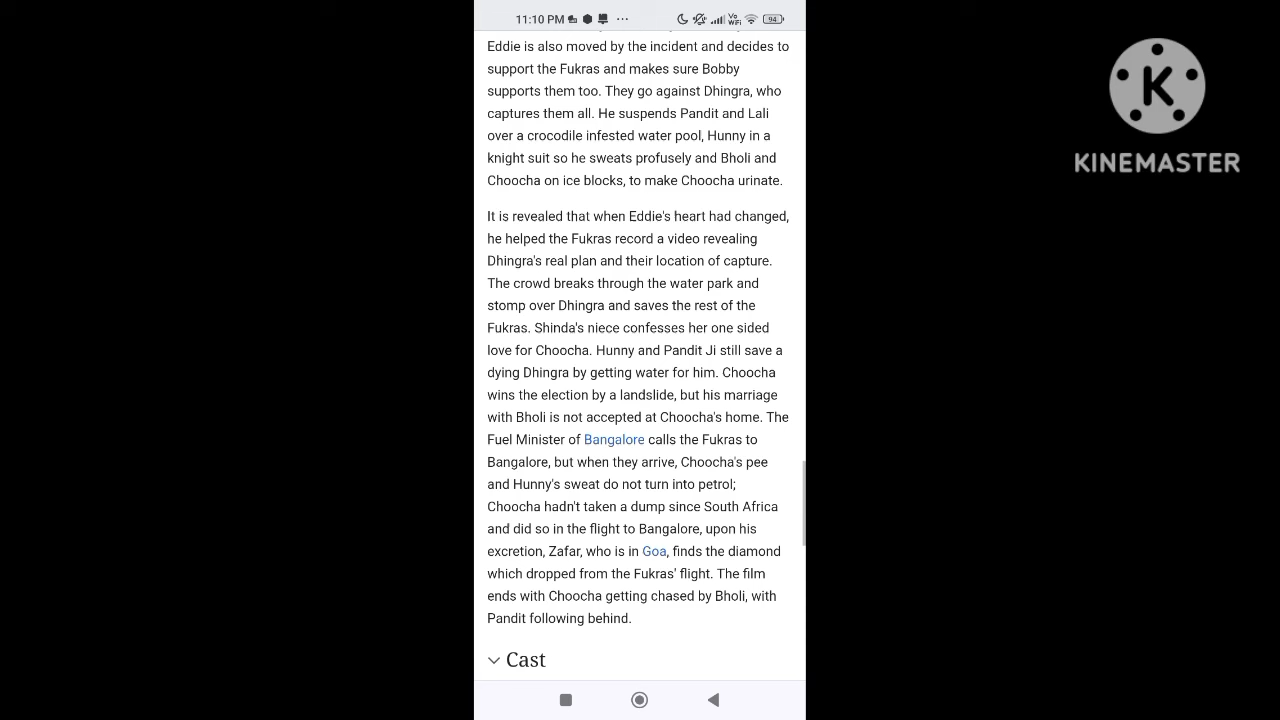 11:10 PM
Vo
WiFi
94
Eddie is also moved by the incident and decides to
support the Fukras and makes sure Bobby
supports them too. They go against Dhingra, who
captures them all. He suspends Pandit and Lali
over a crocodile infested water pool, Hunny in a
knight suit so he sweats profusely and Bholi and
Choocha on ice blocks, to make Choocha urinate.
It is revealed that when Eddie's heart had changed,
he helped the Fukras record a video revealing
Dhingra's real plan and their location of capture.
The crowd breaks through the water park and
stomp over Dhingra and saves the rest of the
Fukras. Shinda's niece confesses her one sided
love for Choocha. Hunny and Pandit Ji still save a
dying Dhingra by getting water for him. Choocha
wins the election by a landslide, but his marriage
with Bholi is not accepted at Choocha's home. The
Fuel Minister of Bangalore calls the Fukras to
Bangalore, but when they arrive, Choocha's pee
and Hunny's sweat do not turn into petrol;
Choocha hadn't taken a dump since South Africa
and did so in the flight to Bangalore, upon his
excretion, Zafar, who is in Goa, finds the diamond
which dropped from the Fukras' flight. The film
ends with Choocha getting chased by Bholi, with
Pandit following behind.
Cast
K
KINEMASTER